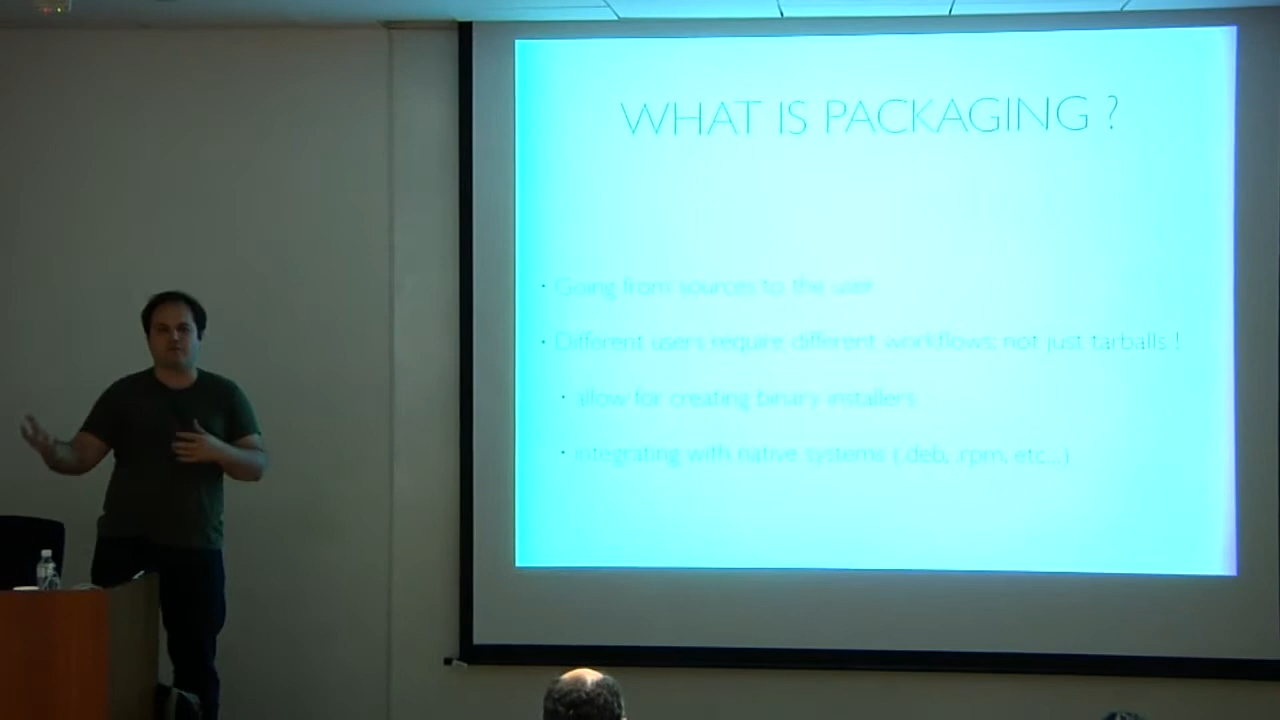 WHAT IS PACKAGING ?
• Going from sources to the user
• Different users require different workflows: not just tarballs !
• allow for creating binary installers
• integrating with native systems (.deb, .rpm, etc...)